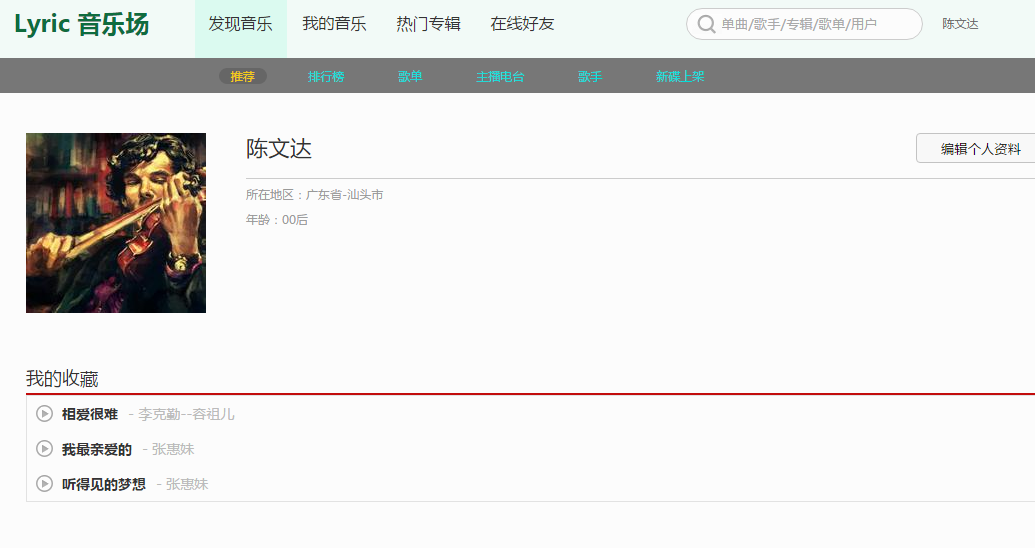 Lyric 音乐场 发现音乐 我的音乐 热门专辑 在线好友 单曲/歌手/专辑/歌单/用户 陈文达
推荐 排行榜 歌单 主播电台 歌手 新碟上架
陈文达 编辑个人资料
所在地区：广东省-汕头市
年龄：00后
我的收藏
相爱很难 - 李克勤--容祖儿
我最亲爱的 - 张惠妹
听得见的梦想 - 张惠妹